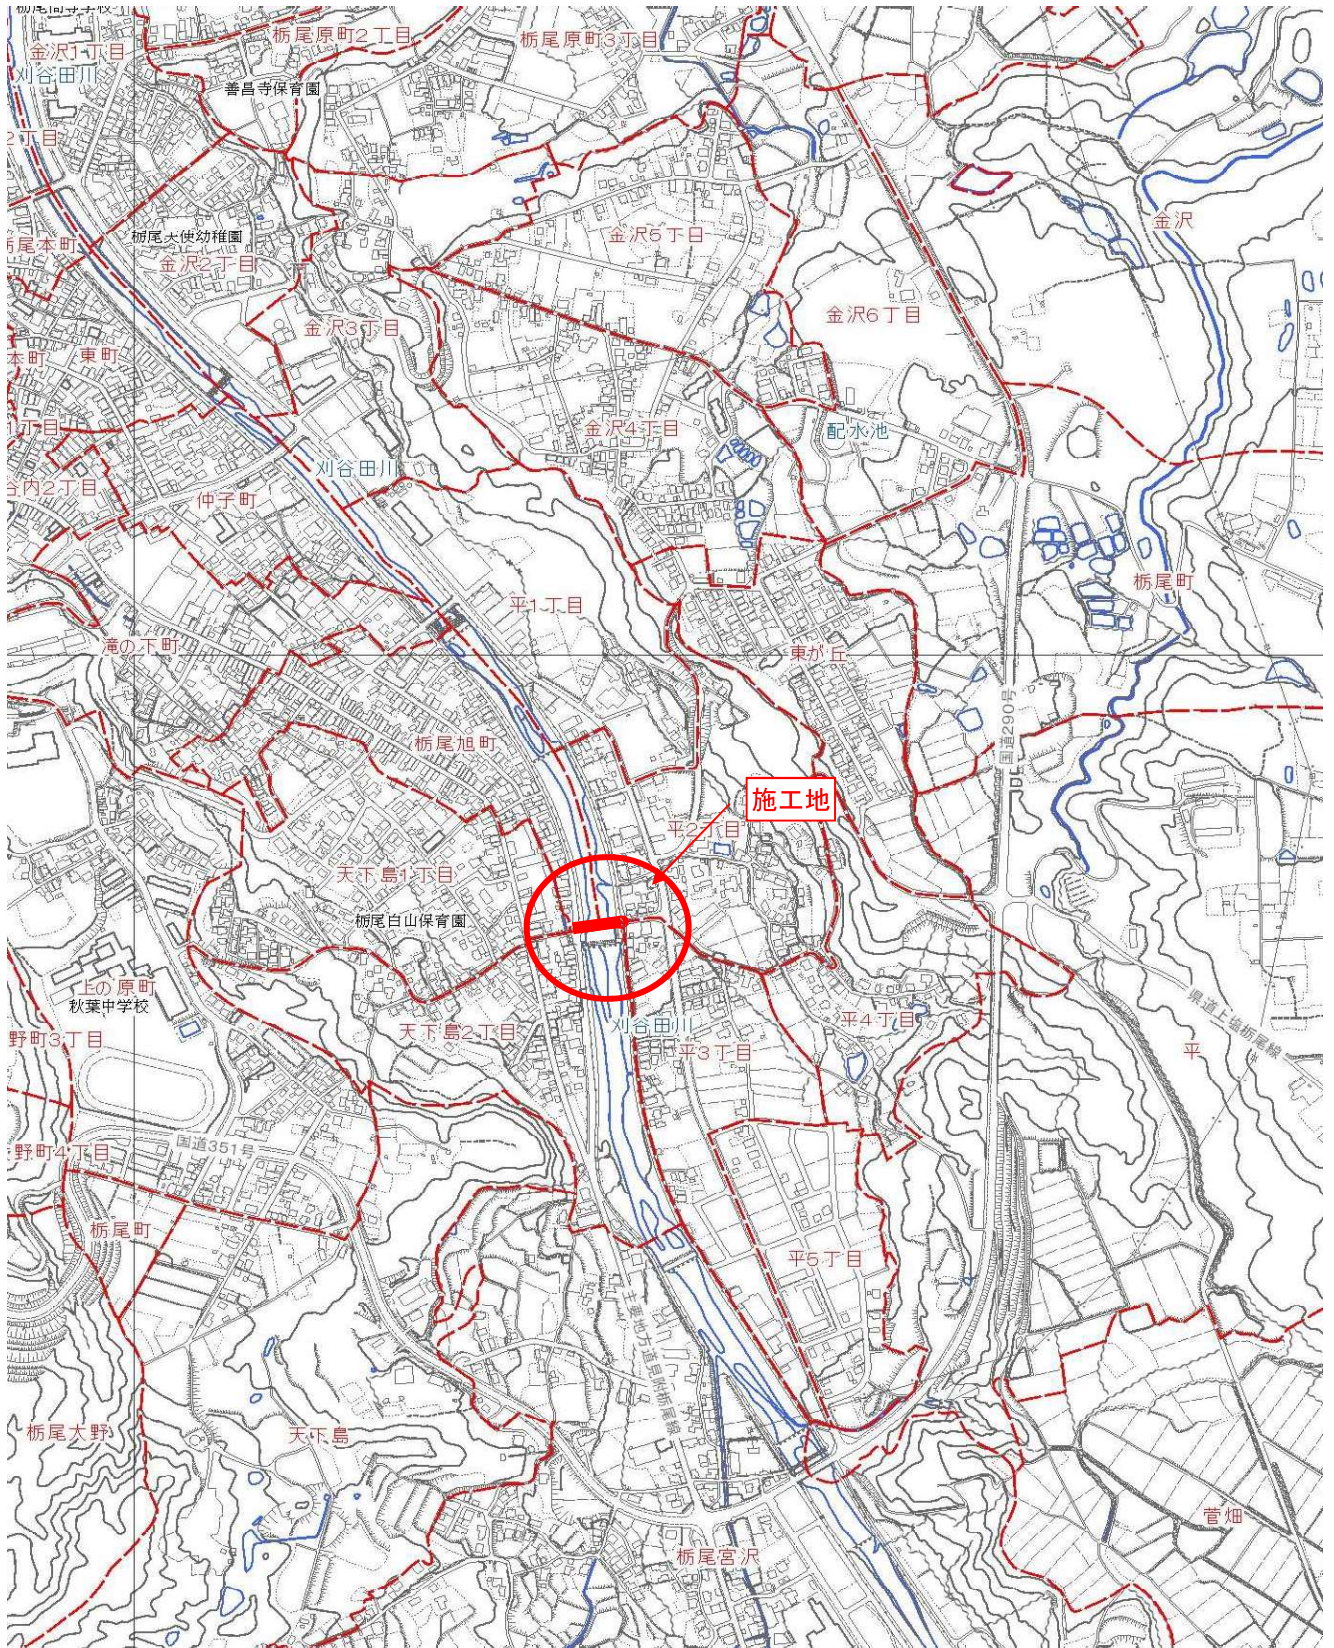 金沢1丁目
刈谷田川
栃尾原町2丁目
栃尾原町3丁目
善昌寺保育園
2丁目
金沢
栃尾天使幼稚園
金沢2丁目
金沢5丁目
金沢3丁目
金沢6丁目
東町
1丁目
金沢4丁目
配水池
刈谷田川
仲子町
栃尾町
平1丁目
滝の下町
東が丘
国道290号
栃尾旭町
施工地
平2丁目
天下島1丁目
栃尾白山保育園
上の原町
秋葉中学校
野町3丁目
天下島2丁目
刈谷田川
平3丁目
平4丁目
県道上塩栃尾線
平
野町4丁目
国道351号
栃尾町
平5丁目
主要地方道見附栃尾線
栃尾大野
天下島
菅畑
栃尾宮沢